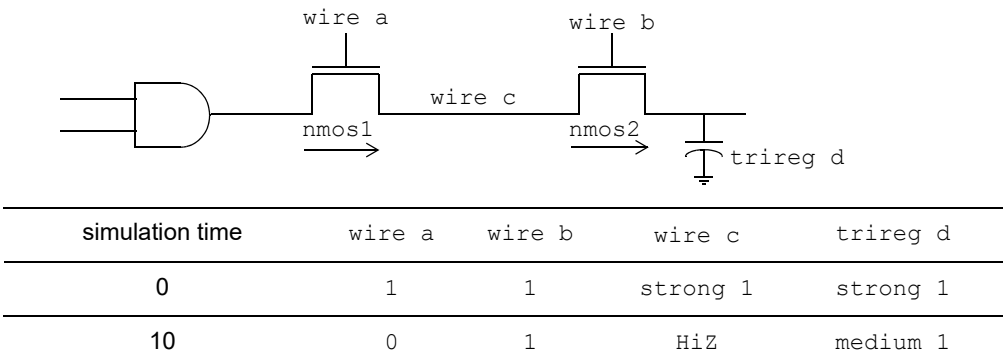 wire a wire b
wire c
nmos1 nmos2
trireg d
simulation time wire a wire b wire c trireg d
0 1 1 strong 1 strong 1
10 0 1 HiZ medium 1